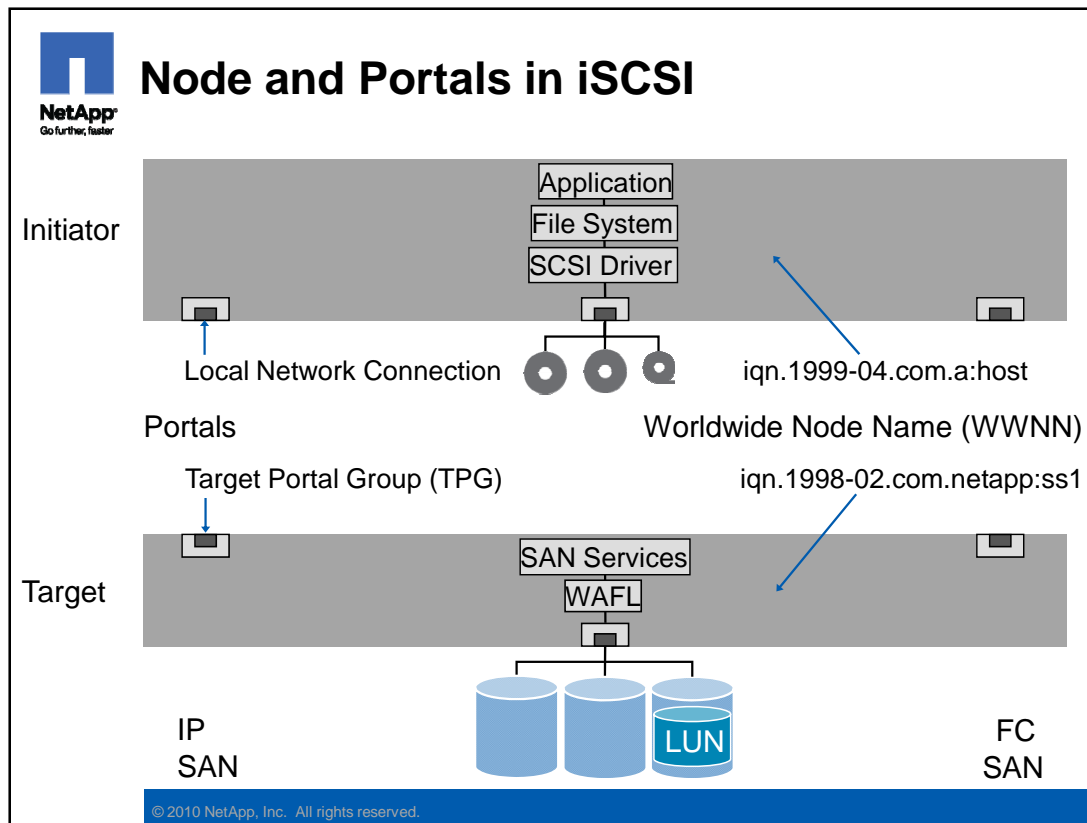 NetApp®
Go further, faster
Node and Portals in iSCSI
Initiator
Application
File System
SCSI Driver
Local Network Connection
iqn.1999-04.com.a:host
Portals
Worldwide Node Name (WWNN)
Target Portal Group (TPG)
iqn.1998-02.com.netapp:ss1
Target
SAN Services
WAFL
LUN
IP
SAN
FC
SAN
© 2010 NetApp, Inc. All rights reserved.